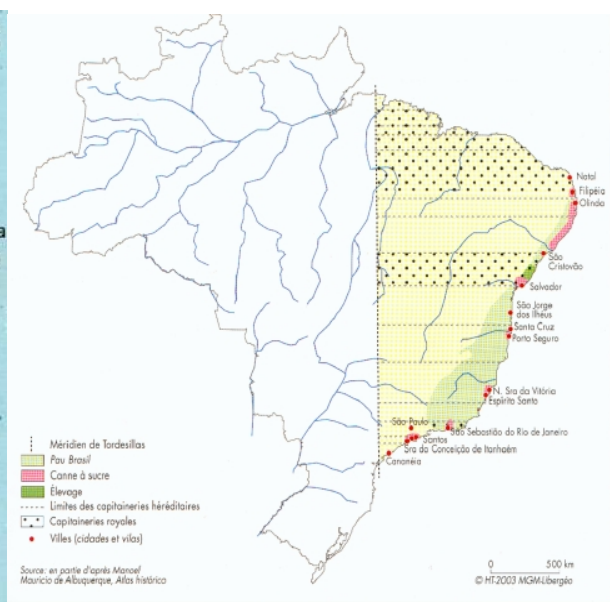 Natal
Filipéia
Olinda
São
Cristovão
Salvador
São Jorge
dos Ilhéus
Santa Cruz
Porto Seguro
N. Sra da Vitória
Espirito Santo
São Paulo
São Sebastião do Rio de Janeiro
Santos
Sra da Conceição de Itanhaém
Cananéia
Méridien de Tordesillas
Pau Brasil
Canne à sucre
Élevage
Limites des capitaineries héréditaires
Capitaineries royales
Villes (cidades et vilas)
Source: en partie d'après Manoel
Mauricio de Albuquerque, Atlas histórico
0 500 km
© HT-2003 MGM-Libergéo